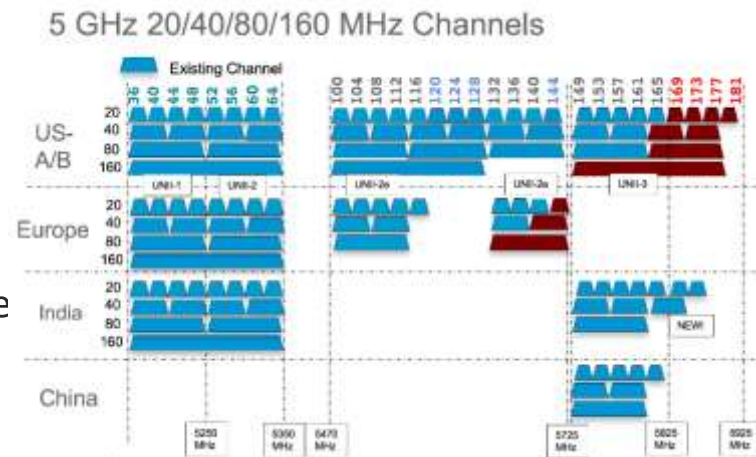 5 GHz 20/40/80/160 MHz Channels
Existing Channel
36 40 44 48 52 56 60 64 100 104 108 112 116 120 124 128 132 136 140 144 149 153 157 161 165 169 173 177 181
US-
A/B
20
40
80
160
UNII-1 UNII-2 UNII-2e UNII-2e UNII-3
Europe
20
40
80
160
e
India
20
40
80
160
NEW!
China
5250
MHz
5350
MHz
5470
MHz
5725
MHz
5825
MHz
5925
MHz